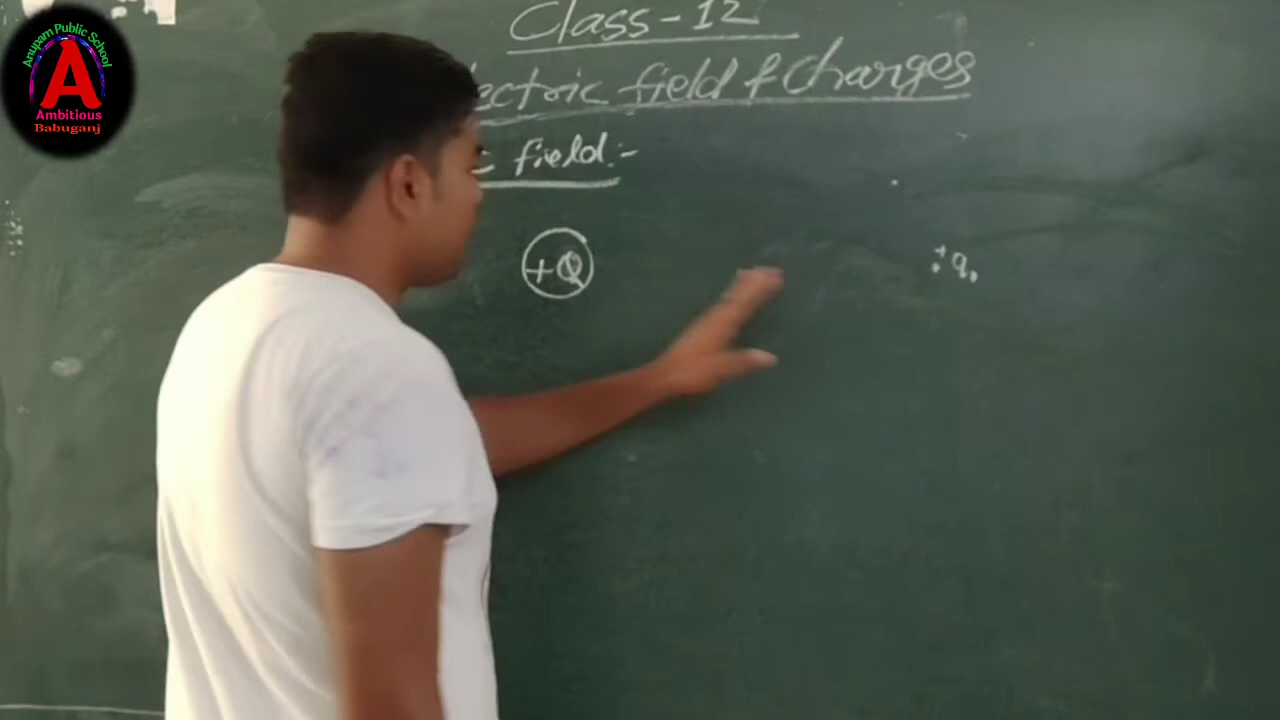 Anupam Public School
A
Ambitious
Babuganj
Class-12
ectric field & Charges
c field:-
+Q
+q